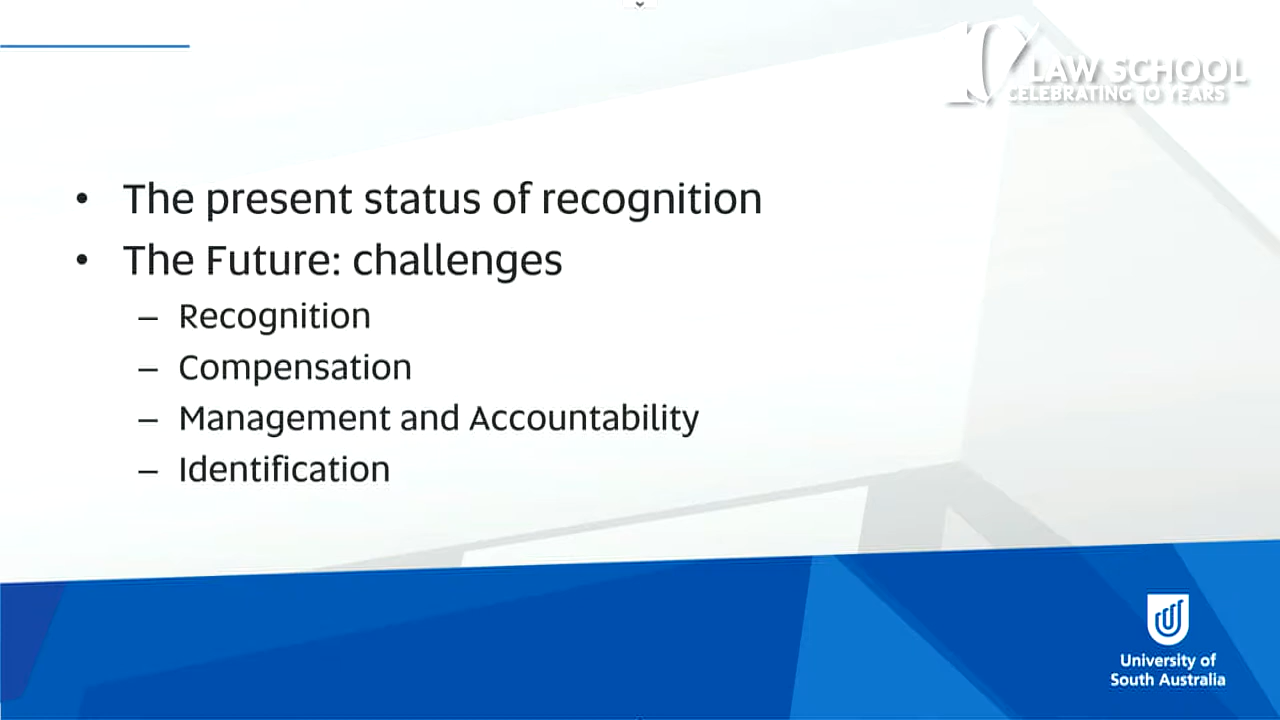 10 LAW SCHOOL
CELEBRATING 10 YEARS
• The present status of recognition
• The Future: challenges
– Recognition
– Compensation
– Management and Accountability
– Identification
University of
South Australia